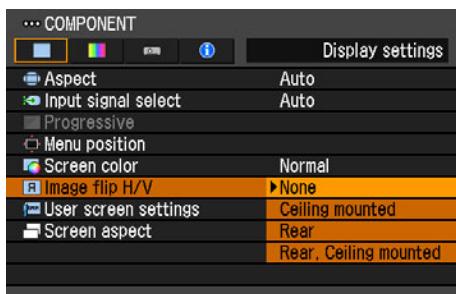 ... COMPONENT
Display settings
Aspect Auto
Input signal select Auto
Progressive
Menu position
Screen color Normal
Image flip H/V None
User screen settings Ceiling mounted
Screen aspect Rear
Rear, Ceiling mounted